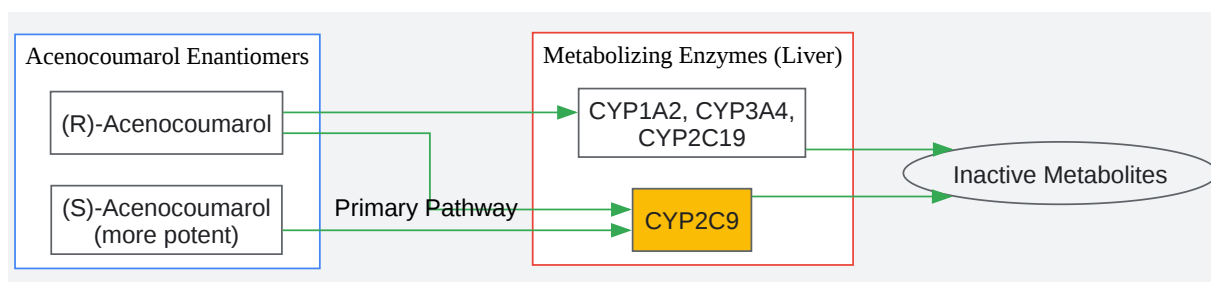 Acenocoumarol Enantiomers
(R)-Acenocoumarol
(S)-Acenocoumarol
(more potent)
Primary Pathway
Metabolizing Enzymes (Liver)
CYP1A2, CYP3A4,
CYP2C19
CYP2C9
Inactive Metabolites